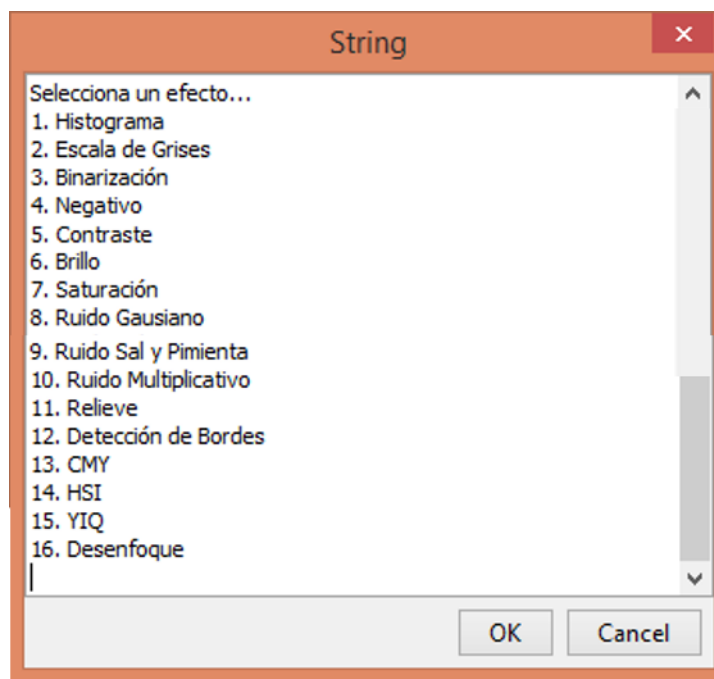 String
Selecciona un efecto...
1. Histograma
2. Escala de Grises
3. Binarización
4. Negativo
5. Contraste
6. Brillo
7. Saturación
8. Ruido Gausiano
9. Ruido Sal y Pimienta
10. Ruido Multiplicativo
11. Relieve
12. Detección de Bordes
13. CMY
14. HSI
15. YIQ
16. Desenfoque
OK Cancel